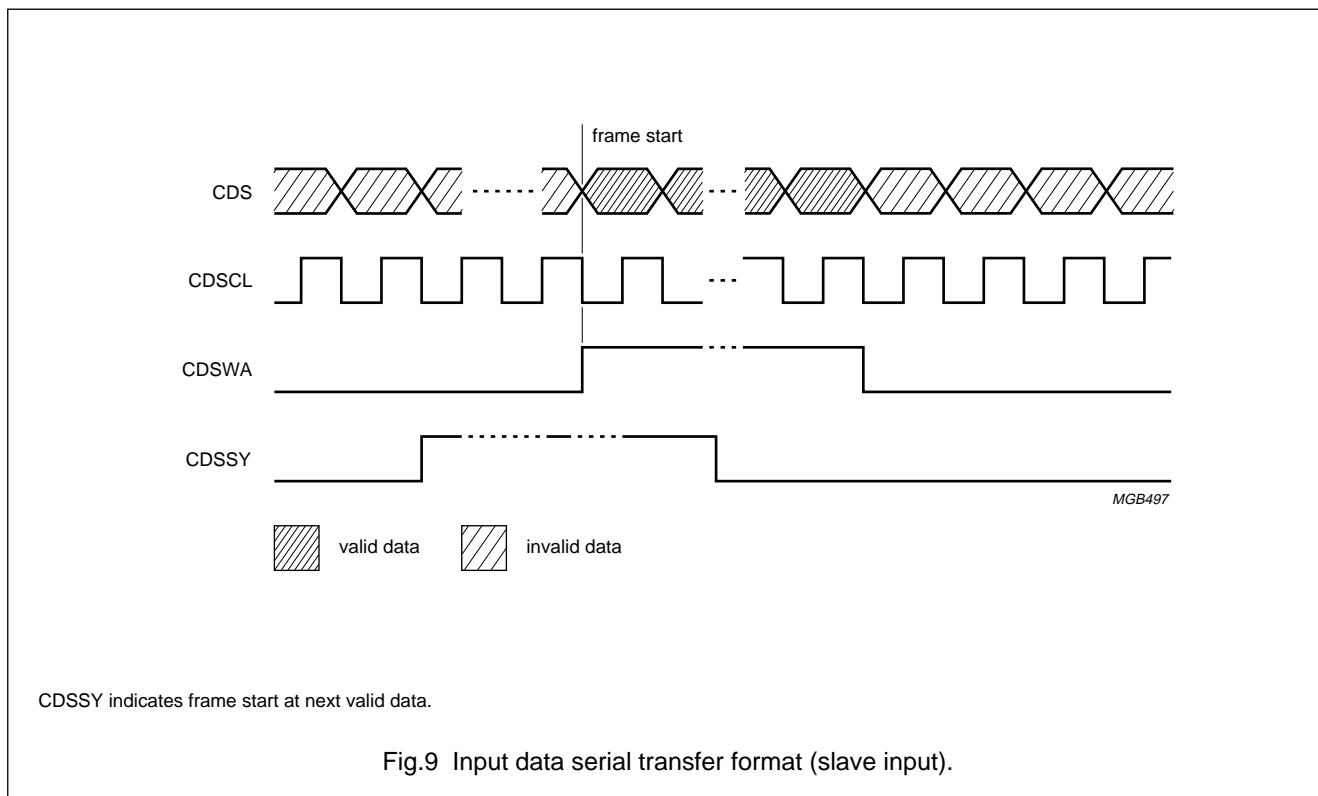 frame start
CDS
CDSCL
CDSWA
CDSSY
MGB497
valid data
invalid data
CDSSY indicates frame start at next valid data.
Fig.9 Input data serial transfer format (slave input).